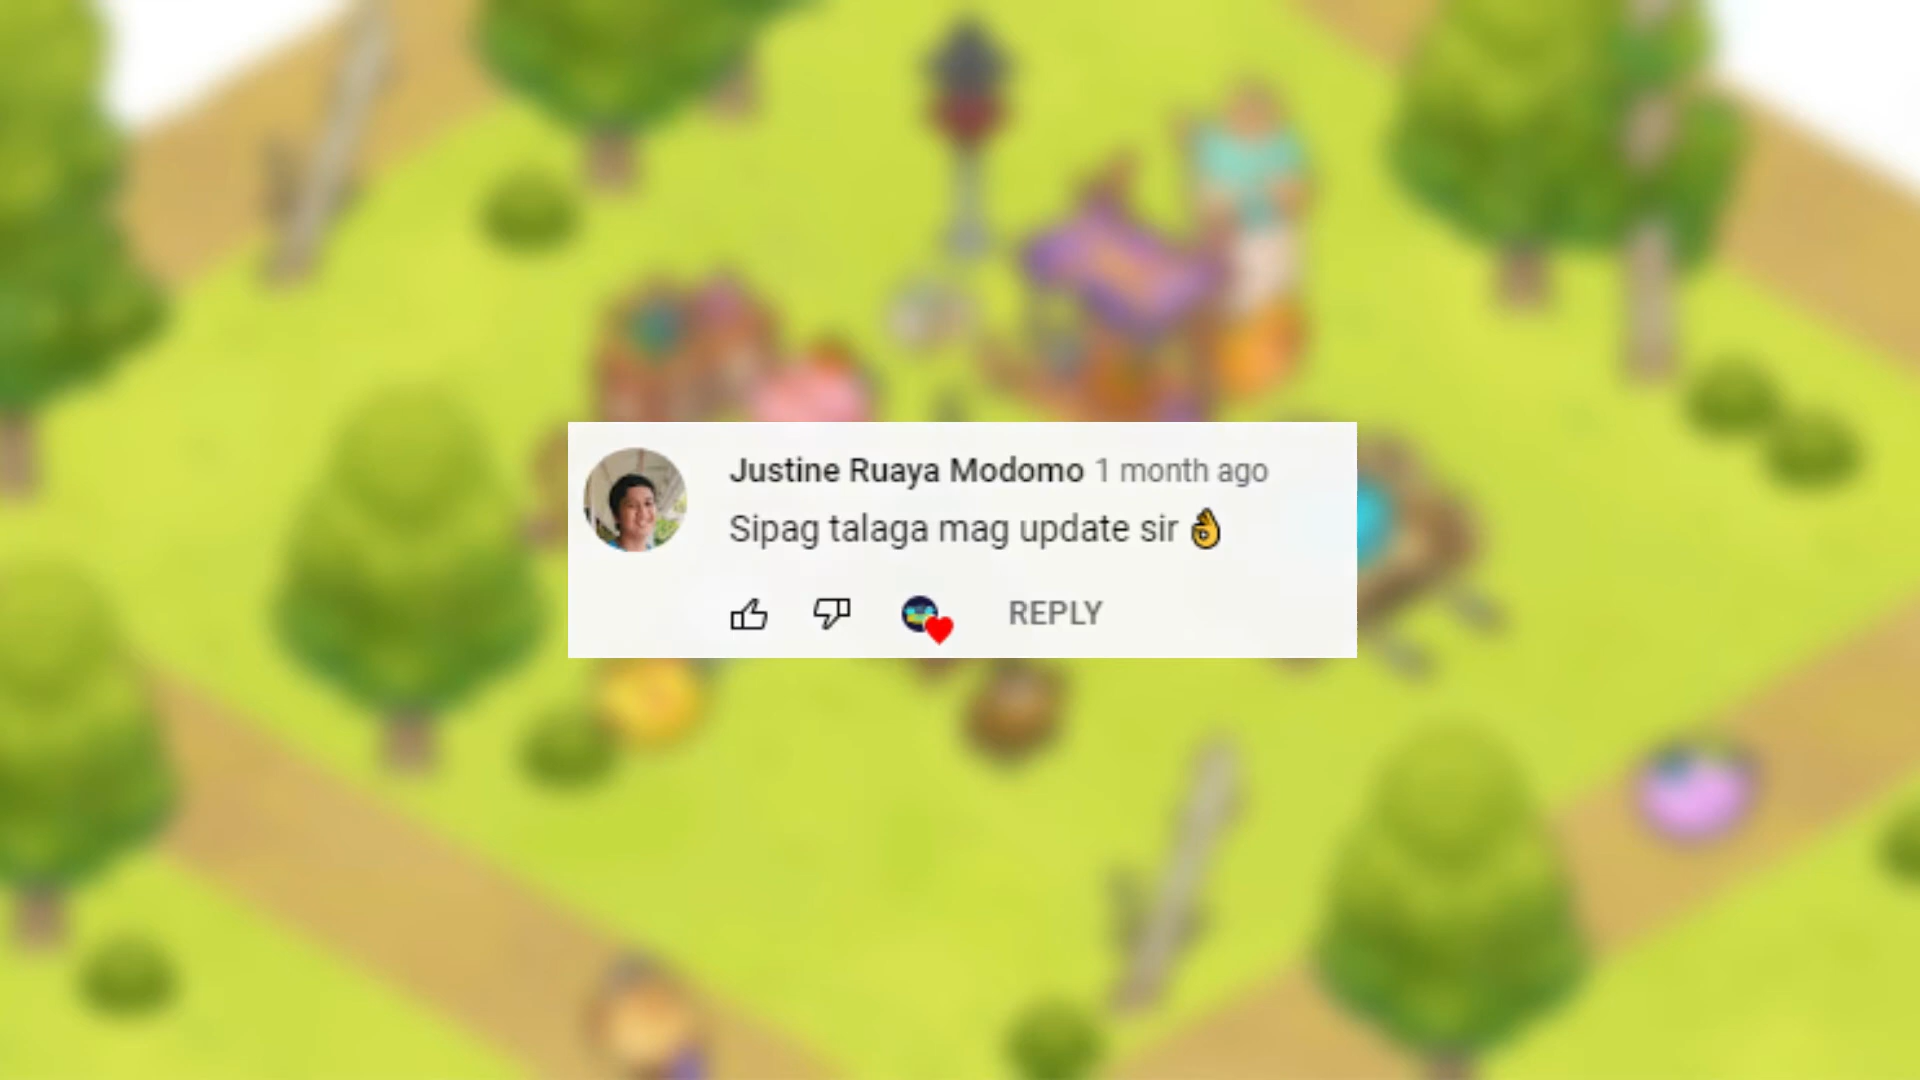 Justine Ruaya Modomo 1 month ago
Sipag talaga mag update sir 👌
REPLY